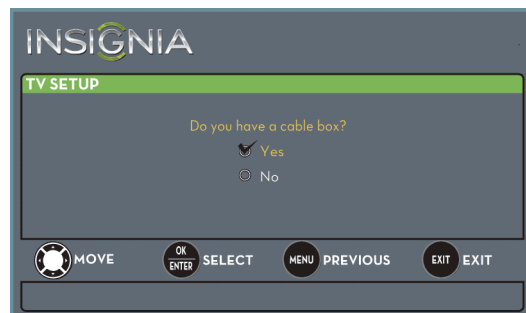 INSIGNIA
TV SETUP
Do you have a cable box?
Yes
No
MOVE OK ENTER SELECT MENU PREVIOUS EXIT EXIT